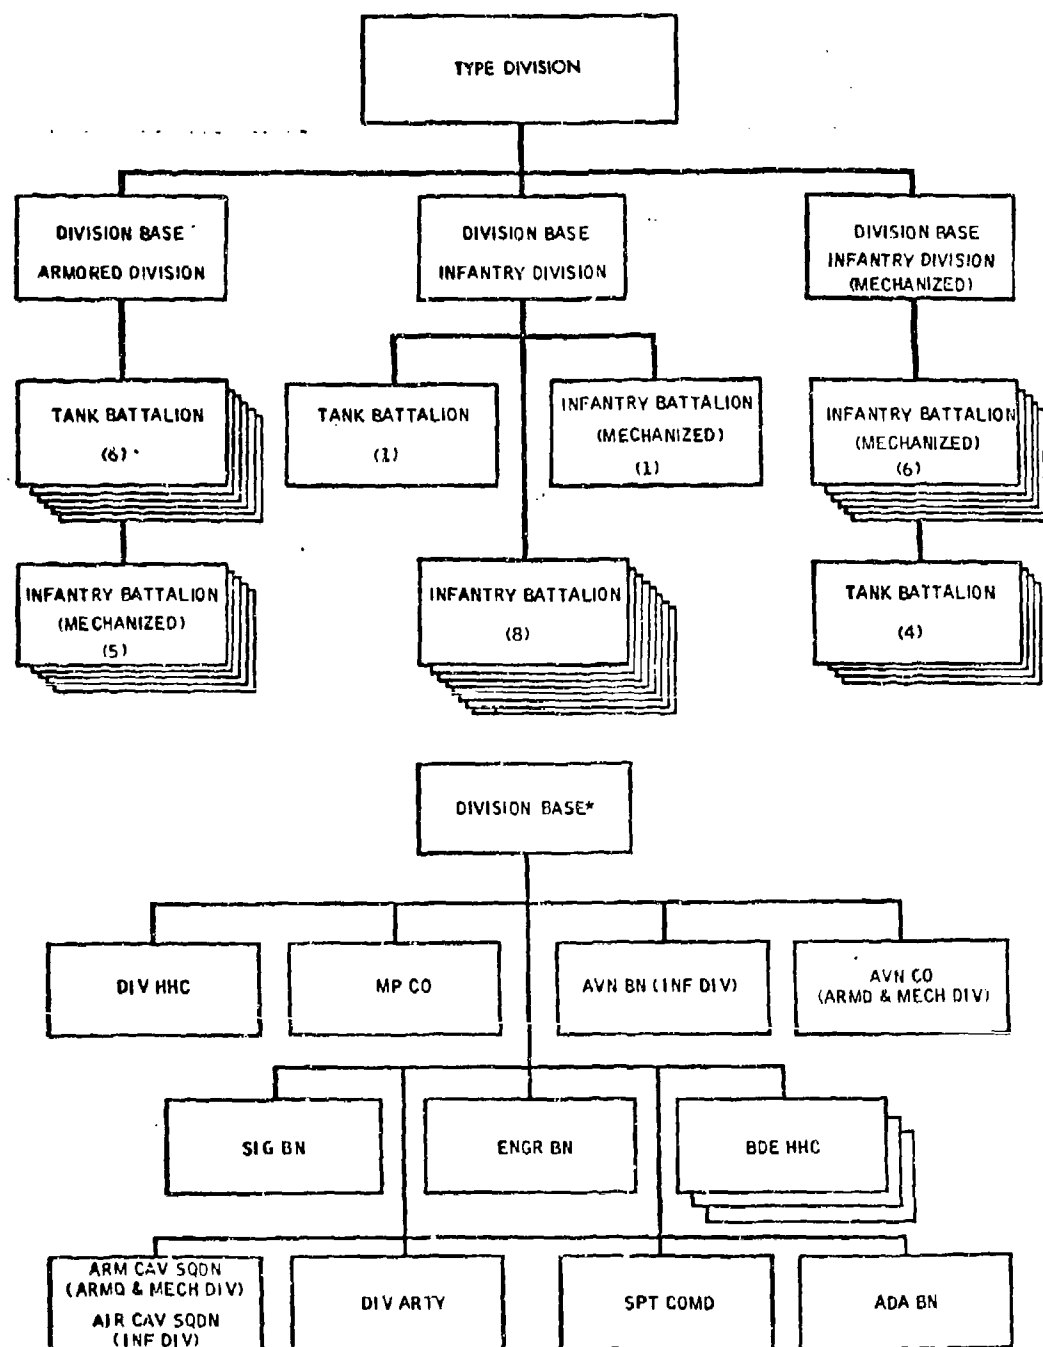 TYPE DIVISION
DIVISION BASE
ARMORED DIVISION
DIVISION BASE
INFANTRY DIVISION
DIVISION BASE
INFANTRY DIVISION
(MECHANIZED)
TANK BATTALION
(6)
TANK BATTALION
(1)
INFANTRY BATTALION
(MECHANIZED)
(1)
INFANTRY BATTALION
(MECHANIZED)
(6)
INFANTRY BATTALION
(MECHANIZED)
(5)
INFANTRY BATTALION
(8)
TANK BATTALION
(4)
DIVISION BASE*
DIV HHC
MP CO
AVN BN (INF DIV)
AVN CO
(ARMD & MECH DIV)
SIG BN
ENGR BN
BDE HHC
ARM CAV SQDN
(ARMD & MECH DIV)
AIR CAV SQDN
(INF DIV)
DIV ARTY
SPT COMD
ADA BN